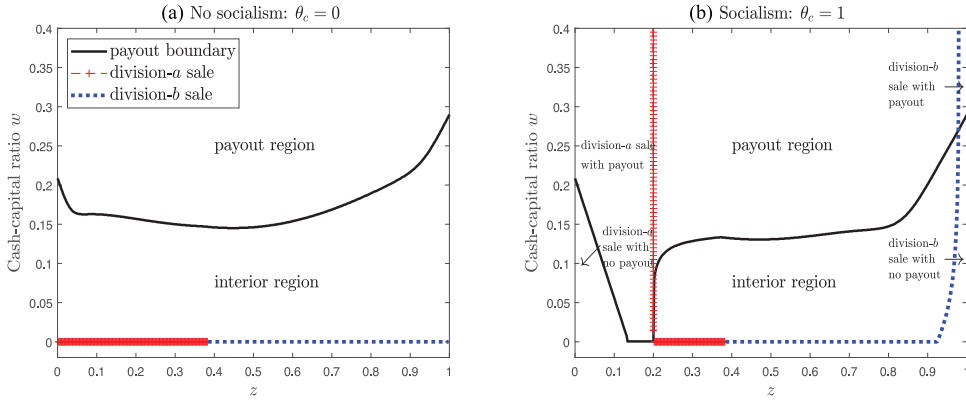 (a) No socialism: θc = 0
Cash-capital ratio w
0.4
0.35
0.3
0.25
0.2
0.15
0.1
0.05
0
payout boundary
division-a sale
division-b sale
payout region
interior region
0 0.1 0.2 0.3 0.4 0.5 0.6 0.7 0.8 0.9 1
z
(b) Socialism: θc = 1
Cash-capital ratio w
0.4
0.35
0.3
0.25
0.2
0.15
0.1
0.05
0
division-b
sale with
payout
division-a sale
with payout
payout region
division-a
sale with
no payout
division-b
sale with
no payout
interior region
0 0.1 0.2 0.3 0.4 0.5 0.6 0.7 0.8 0.9 1
z